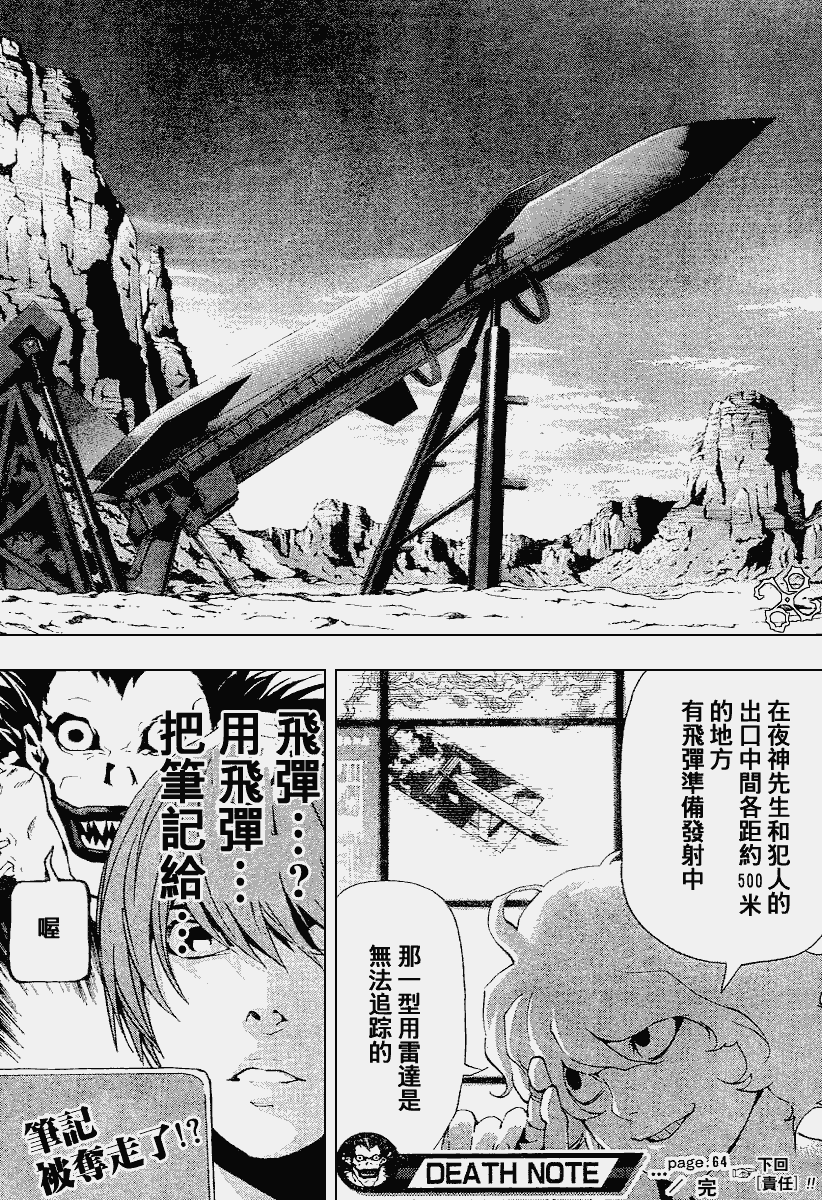 在夜神先生和犯人的
出口中間各距約500米
的地方
有飛彈準備發射中
那一型用雷達是
無法追踪的
飛彈…?
用飛彈…
把筆記給…
喔
筆記
被奪走了!?
DEATH NOTE
page.64
…/完
☞下回
[責任]!!